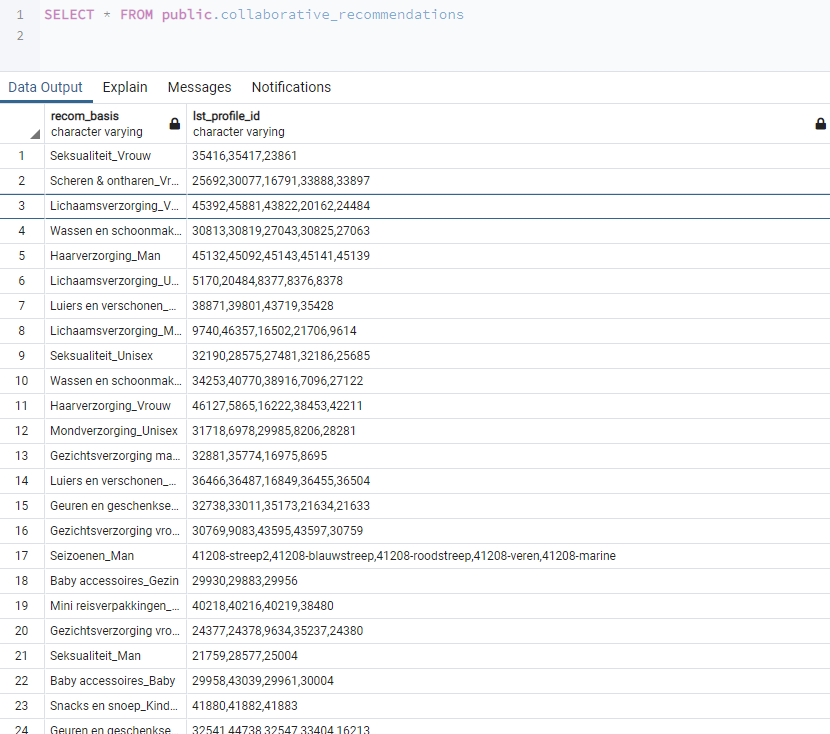 1 SELECT * FROM public.collaborative_recommendations
2
Data Output Explain Messages Notifications
recom_basis lst_profile_id
character varying character varying
1 Seksualiteit_Vrouw 35416,35417,23861
2 Scheren & ontharen_Vr... 25692,30077,16791,33888,33897
3 Lichaamsverzorging_V... 45392,45881,43822,20162,24484
4 Wassen en schoonmak... 30813,30819,27043,30825,27063
5 Haarverzorging_Man 45132,45092,45143,45141,45139
6 Lichaamsverzorging_U... 5170,20484,8377,8376,8378
7 Luiers en verschonen_... 38871,39801,43719,35428
8 Lichaamsverzorging_M... 9740,46357,16502,21706,9614
9 Seksualiteit_Unisex 32190,28575,27481,32186,25685
10 Wassen en schoonmak... 34253,40770,38916,7096,27122
11 Haarverzorging_Vrouw 46127,5865,16222,38453,42211
12 Mondverzorging_Unisex 31718,6978,29985,8206,28281
13 Gezichtsverzorging ma... 32881,35774,16975,8695
14 Luiers en verschonen_... 36466,36487,16849,36455,36504
15 Geuren en geschenkse... 32738,33011,35173,21634,21633
16 Gezichtsverzorging vro... 30769,9083,43595,43597,30759
17 Seizoenen_Man 41208-streep2,41208-blauwstreep,41208-roodstreep,41208-veren,41208-marine
18 Baby accessoires_Gezin 29930,29883,29956
19 Mini reisverpakkingen_... 40218,40216,40219,38480
20 Gezichtsverzorging vro... 24377,24378,9634,35237,24380
21 Seksualiteit_Man 21759,28577,25004
22 Baby accessoires_Baby 29958,43039,29961,30004
23 Snacks en snoep_Kind... 41880,41882,41883
24 Geuren en geschenkse... 32541,44738,32547,33404,16213